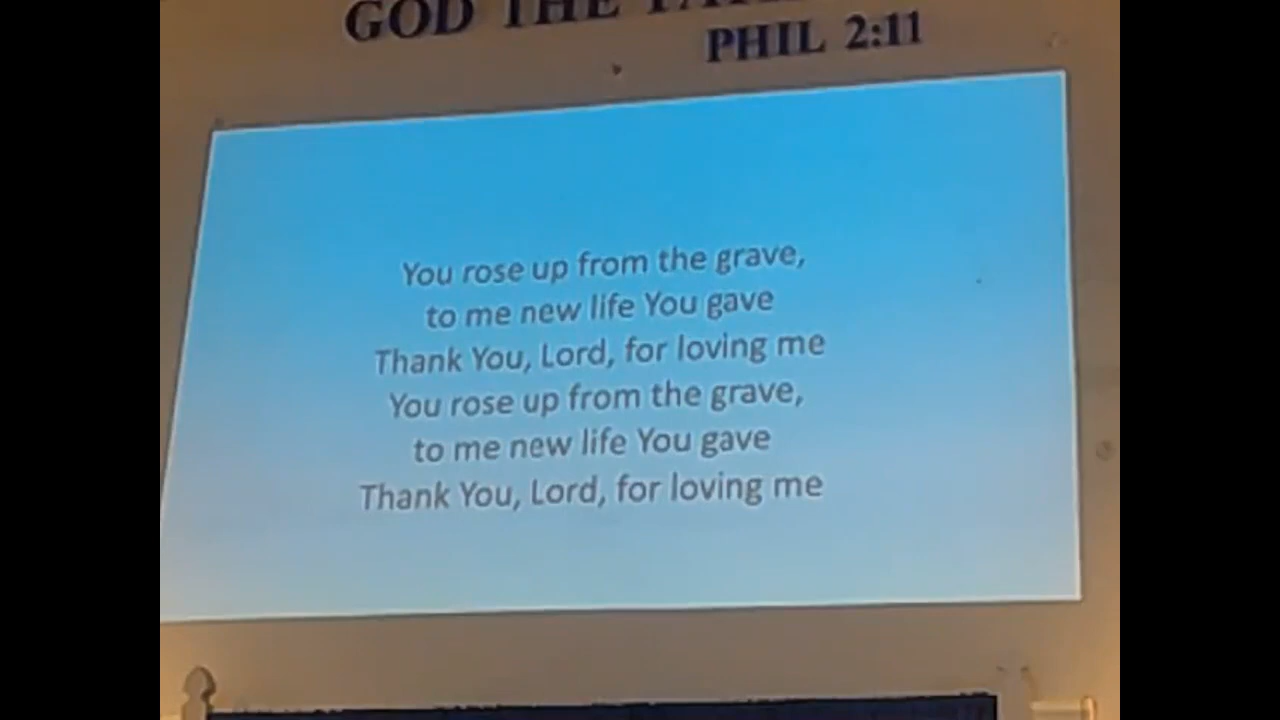 GOD THE
PHIL 2:11
You rose up from the grave,
to me new life You gave
Thank You, Lord, for loving me
You rose up from the grave,
to me new life You gave
Thank You, Lord, for loving me